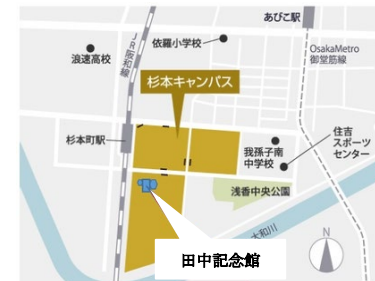 あびこ駅
依羅小学校
OsakaMetro
御堂筋線
浪速高校
JR阪和線
杉本キャンパス
杉本町駅
住吉
スポーツ
センター
我孫子南
中学校
浅香中央公園
大和川
田中記念館
N